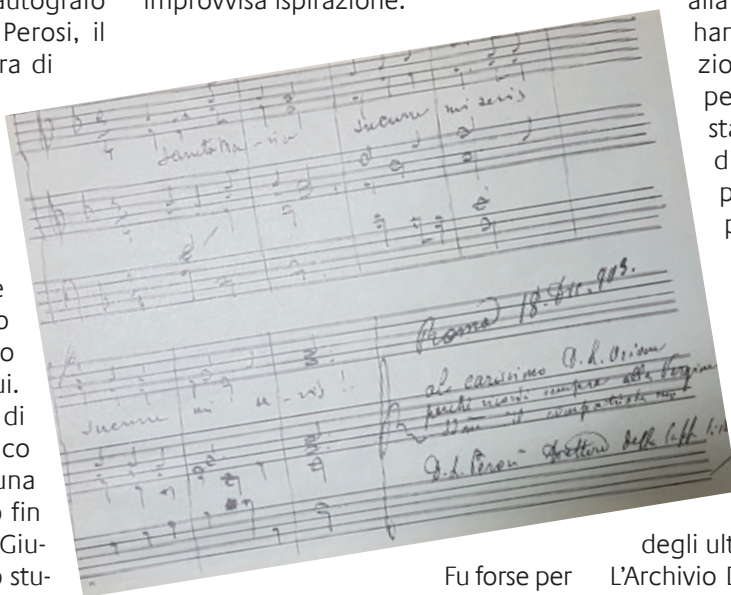 autografo
Perosi, il
ra di
improvvisa ispirazione.
alla
han
zio
pe
sta
d
p
p
Sancta Ma - ria succurre miseris
succurre mi se - ris !!
Roma 18. Dic. 903.
al carissimo D. L. Orione
perchè ricordi sempre alla Vergine
compatriota
D. L. Perosi Direttore della Capp.
e
o
o
ui.
di
co
una
o fin
Giu-
o stu-
Fu forse per
degli ult
L'Archivio D